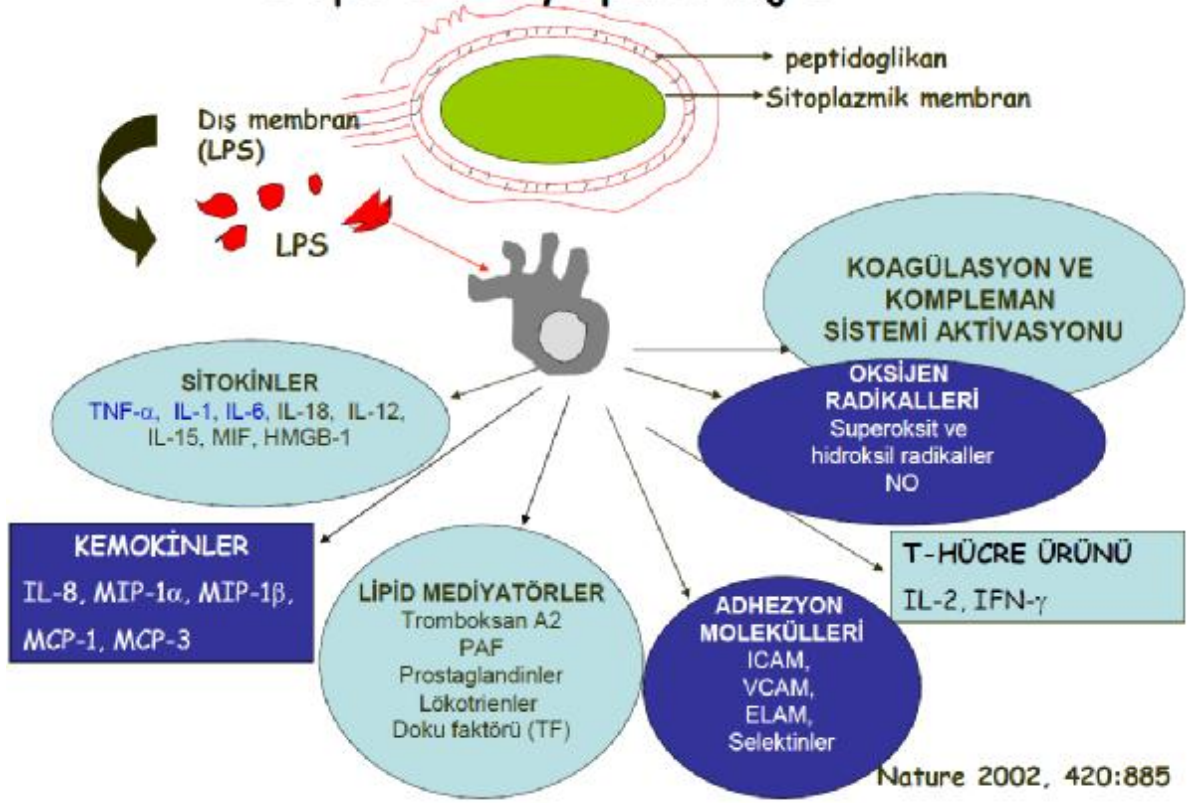 peptidoglikan
Sitoplazmik membran
Dış membran
(LPS)
LPS
KOAGÜLASYON VE
KOMPLEMAN
SİSTEMİ AKTİVASYONU
SİTOKİNLER
TNF-α, IL-1, IL-6, IL-18, IL-12,
IL-15, MIF, HMGB-1
OKSİJEN
RADİKALLERİ
Superoksit ve
hidroksil radikaller
NO
KEMOKİNLER
IL-8, MIP-1α, MIP-1β,
MCP-1, MCP-3
LİPİD MEDİYATÖRLER
Tromboksan A2
PAF
Prostaglandinler
Lökotrienler
Doku faktörü (TF)
ADHEZYON
MOLEKÜLLERİ
ICAM,
VCAM,
ELAM,
Selektinler
T-HÜCRE ÜRÜNÜ
IL-2, IFN-γ
Nature 2002, 420:885